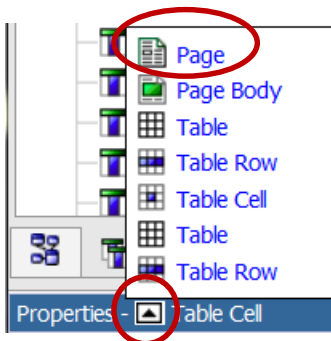 Page
Page Body
Table
Table Row
Table Cell
Table
Table Row
Properties - Table Cell